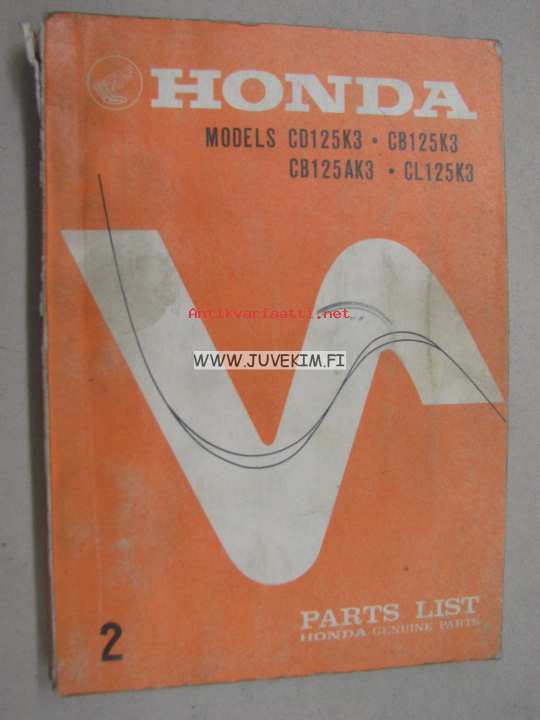 HONDA
MODELS CD125K3 • CB125K3
CB125AK3 • CL125K3
Antikvariaatti.net
WWW.JUVEKIM.FI
PARTS LIST
HONDA GENUINE PARTS
2